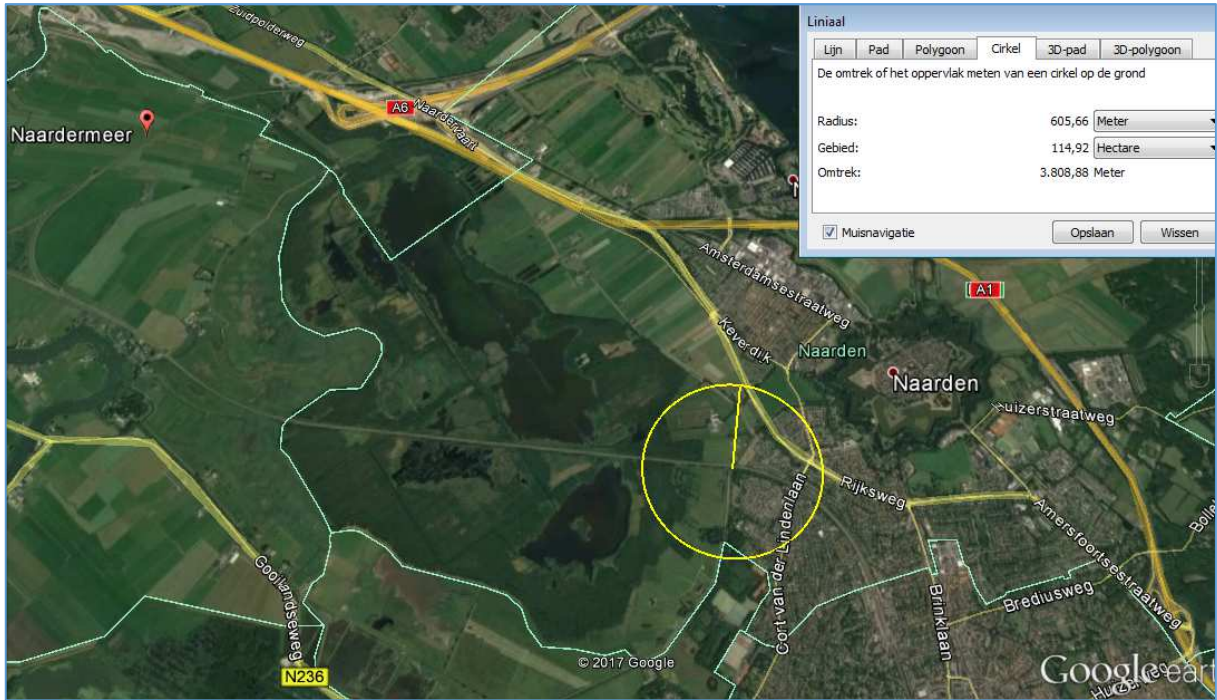 Liniaal
Lijn Pad Polygoon Cirkel 3D-pad 3D-polygoon
De omtrek of het oppervlak meten van een cirkel op de grond
Radius: 605,66 Meter
Gebied: 114,92 Hectare
Omtrek: 3.808,88 Meter
Muisnavigatie Opslaan Wissen
Zuidpolderweg
A6
Naardervaart
Naardermeer
Amsterdamsestraatweg
A1
Keverdijk
Naarden
Naarden
Huizerstraatweg
Rijksweg
Cort van der Lindenlaan
Amersfoortsestraatweg
Gooilandseweg
Brinklaan
Brediusweg
© 2017 Google
N236
Google eart